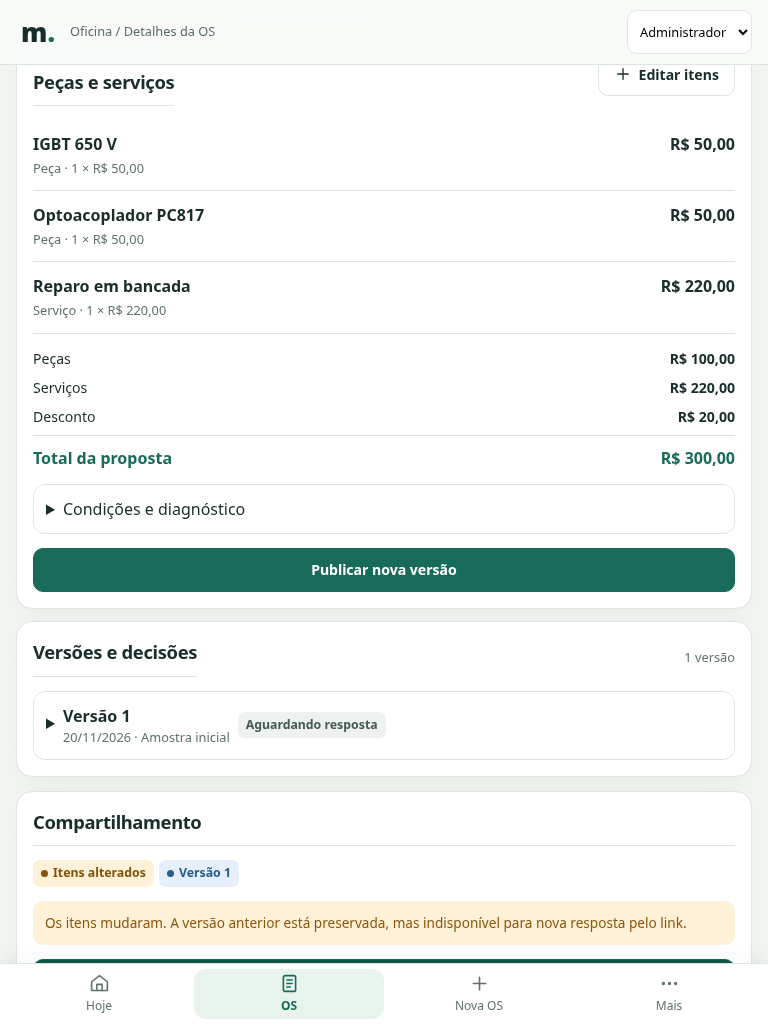 m.
Oficina / Detalhes da OS
Administrador
Peças e serviços
Editar itens
IGBT 650 V
R$ 50,00
Peça · 1 × R$ 50,00
Optoacoplador PC817
R$ 50,00
Peça · 1 × R$ 50,00
Reparo em bancada
R$ 220,00
Serviço · 1 × R$ 220,00
Peças
R$ 100,00
Serviços
R$ 220,00
Desconto
R$ 20,00
Total da proposta
R$ 300,00
Condições e diagnóstico
Publicar nova versão
Versões e decisões
1 versão
Versão 1
20/11/2026 · Amostra inicial
Aguardando resposta
Compartilhamento
Itens alterados
Versão 1
Os itens mudaram. A versão anterior está preservada, mas indisponível para nova resposta pelo link.
Hoje
OS
Nova OS
Mais